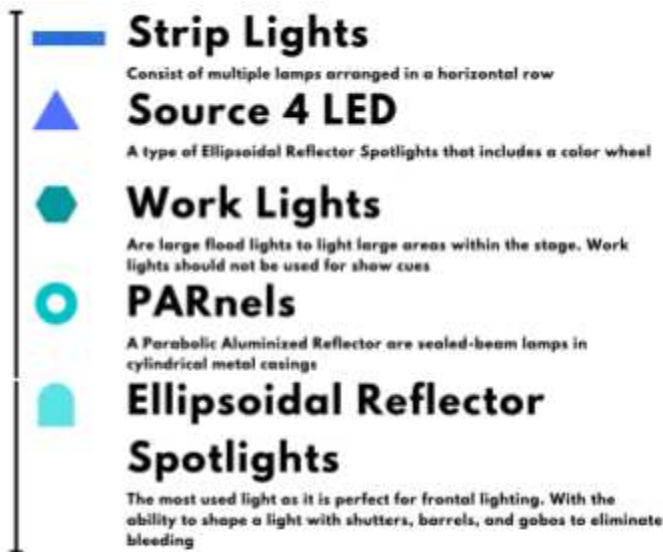 Strip Lights
Consist of multiple lamps arranged in a horizontal row
Source 4 LED
A type of Ellipsoidal Reflector Spotlights that includes a color wheel
Work Lights
Are large flood lights to light large areas within the stage. Work
lights should not be used for show cues
PARnels
A Parabolic Aluminized Reflector are sealed-beam lamps in
cylindrical metal casings
Ellipsoidal Reflector
Spotlights
The most used light as it is perfect for frontal lighting. With the
ability to shape a light with shutters, barrels, and gobos to eliminate
bleeding